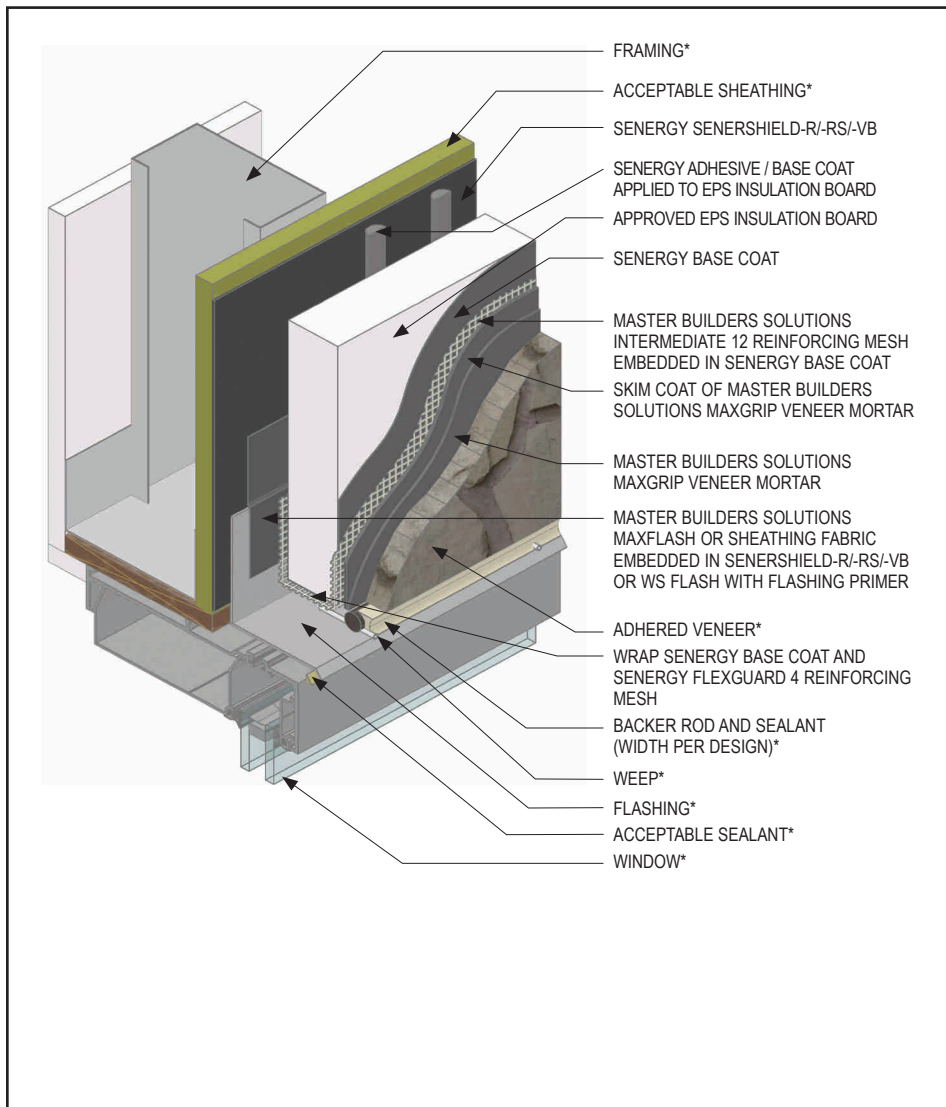 FRAMING*
ACCEPTABLE SHEATHING*
SENERGY SENERSHIELD-R/-RS/-VB
SENERGY ADHESIVE / BASE COAT
APPLIED TO EPS INSULATION BOARD
APPROVED EPS INSULATION BOARD
SENERGY BASE COAT
MASTER BUILDERS SOLUTIONS
INTERMEDIATE 12 REINFORCING MESH
EMBEDDED IN SENERGY BASE COAT
SKIM COAT OF MASTER BUILDERS
SOLUTIONS MAXGRIP VENEER MORTAR
MASTER BUILDERS SOLUTIONS
MAXGRIP VENEER MORTAR
MASTER BUILDERS SOLUTIONS
MAXFLASH OR SHEATHING FABRIC
EMBEDDED IN SENERSHIELD-R/-RS/-VB
OR WS FLASH WITH FLASHING PRIMER
ADHERED VENEER*
WRAP SENERGY BASE COAT AND
SENERGY FLEXGUARD 4 REINFORCING
MESH
BACKER ROD AND SEALANT
(WIDTH PER DESIGN)*
WEEP*
FLASHING*
ACCEPTABLE SEALANT*
WINDOW*